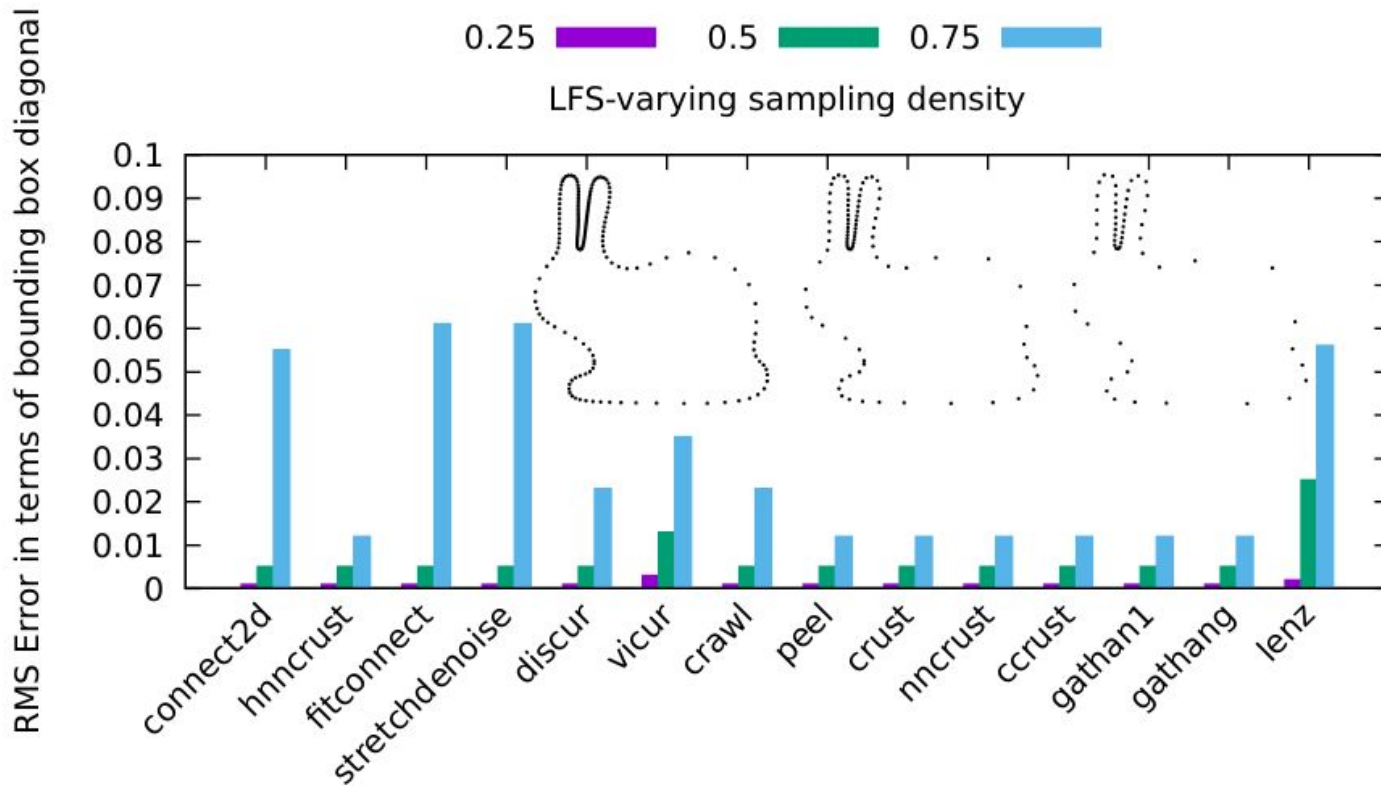 0.25 0.5 0.75
LFS-varying sampling density
RMS Error in terms of bounding box diagonal
0.1
0.09
0.08
0.07
0.06
0.05
0.04
0.03
0.02
0.01
0
connect2d
hnncrust
fitconnect
stretchdenoise
discur
vicur
crawl
peel
crust
nncrust
ccrust
gathan1
gathang
lenz